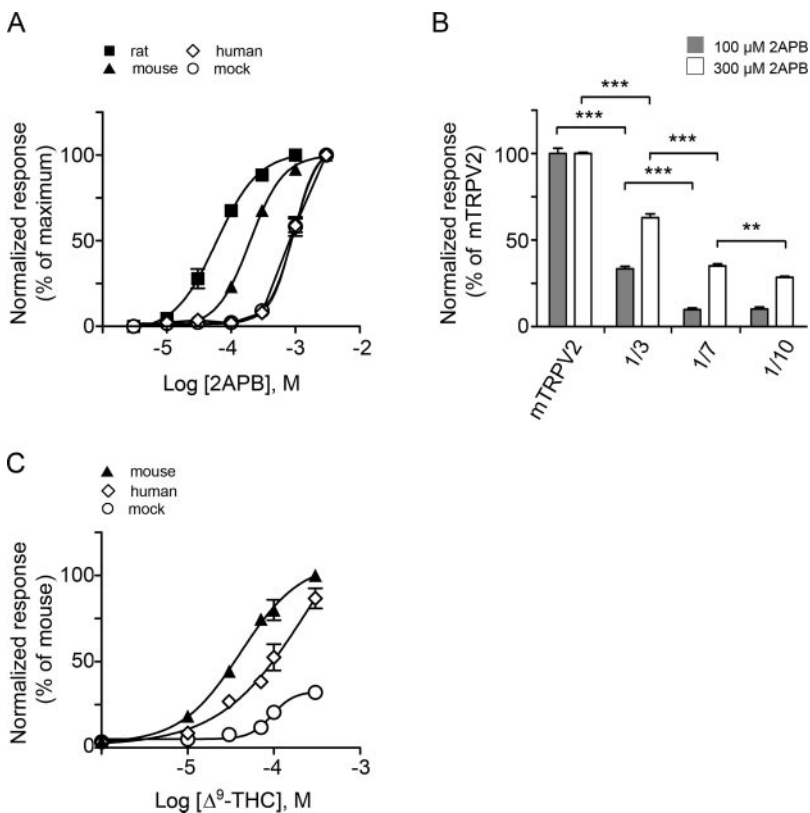 A
■ rat ◇ human
▲ mouse ○ mock
Normalized response
(% of maximum)
100
50
0
-5 -4 -3 -2
Log [2APB], M
B
100 µM 2APB
300 µM 2APB
***
***
***
***
**
Normalized response
(% of mTRPV2)
100
50
0
mTRPV2 1/3 1/7 1/10
C
▲ mouse
◇ human
○ mock
Normalized response
(% of mouse)
100
50
0
-5 -4 -3
Log [Δ⁹-THC], M